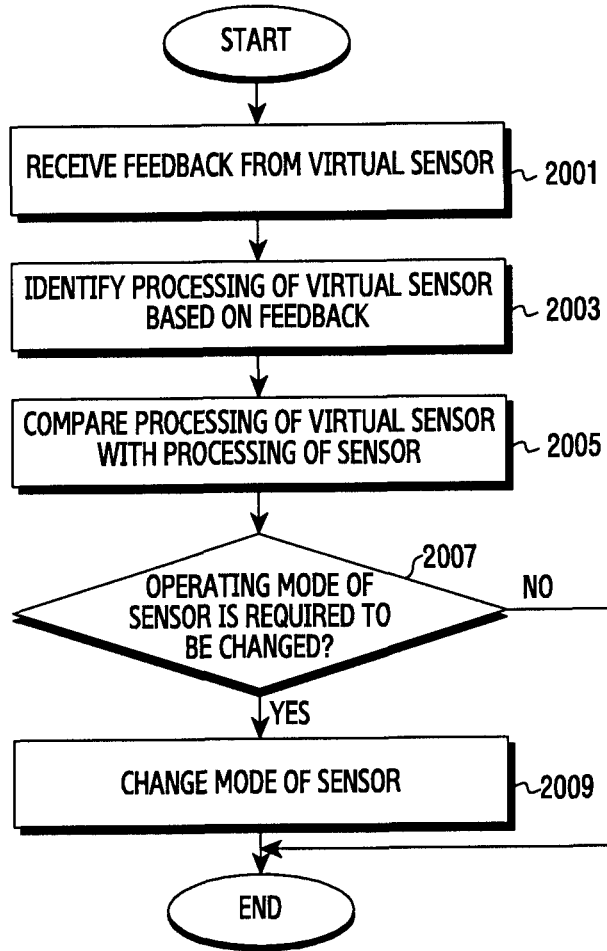 START
RECEIVE FEEDBACK FROM VIRTUAL SENSOR
2001
IDENTIFY PROCESSING OF VIRTUAL SENSOR
BASED ON FEEDBACK
2003
COMPARE PROCESSING OF VIRTUAL SENSOR
WITH PROCESSING OF SENSOR
2005
2007
OPERATING MODE OF
SENSOR IS REQUIRED TO
BE CHANGED?
NO
YES
CHANGE MODE OF SENSOR
2009
END